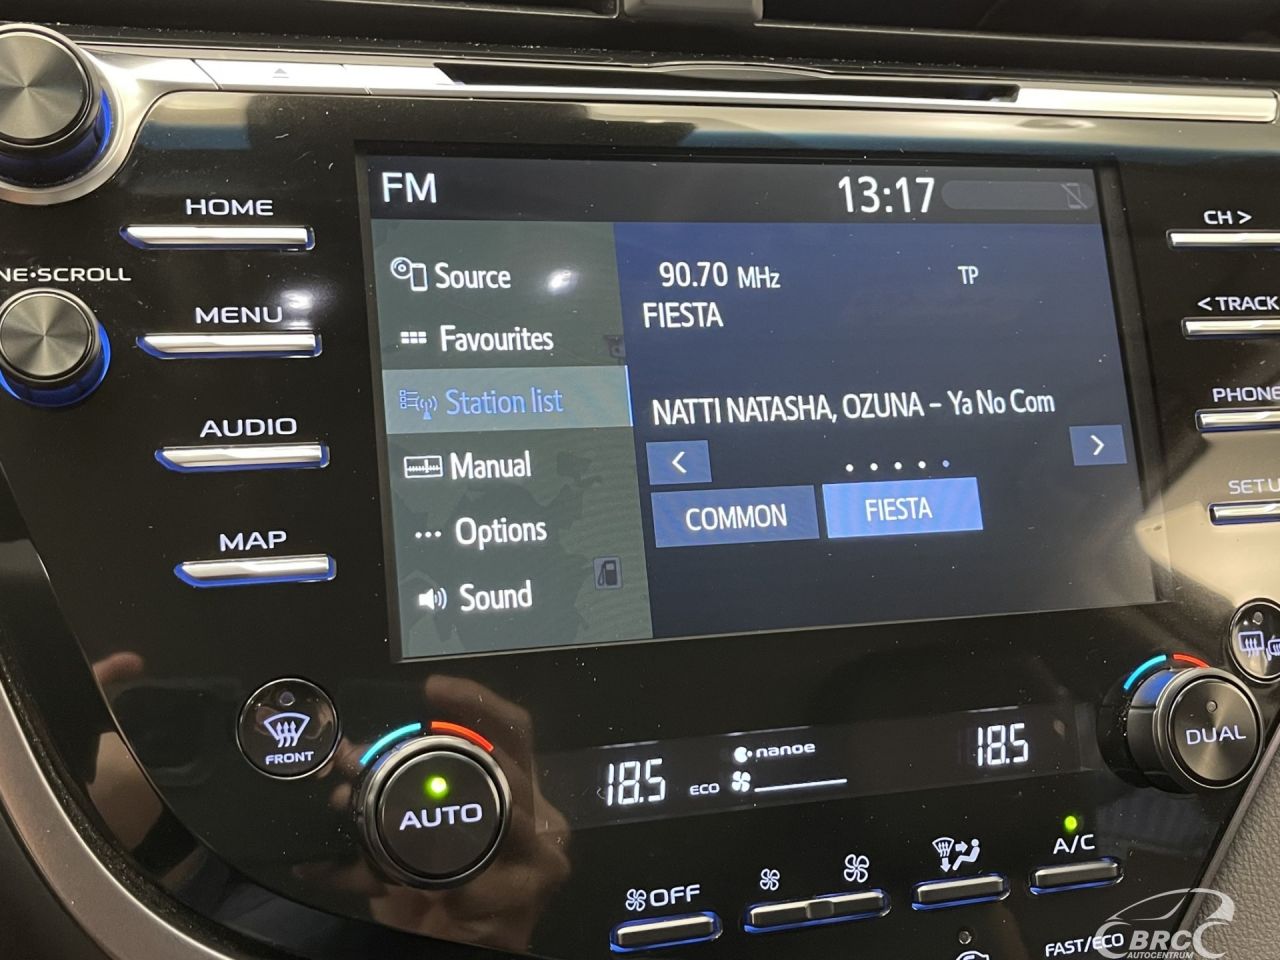 HOME
NE•SCROLL
MENU
AUDIO
MAP
FM
13:17
Source
Favourites
Station list
Manual
Options
Sound
90.70 MHz
TP
FIESTA
NATTI NATASHA, OZUNA – Ya No Com
<
>
COMMON
FIESTA
CH >
< TRACK
PHONE
SETU
FRONT
AUTO
18.5
ECO
nanoe
18.5
DUAL
OFF
A/C
FAST/ECO
BRC
AUTOCENTRUM